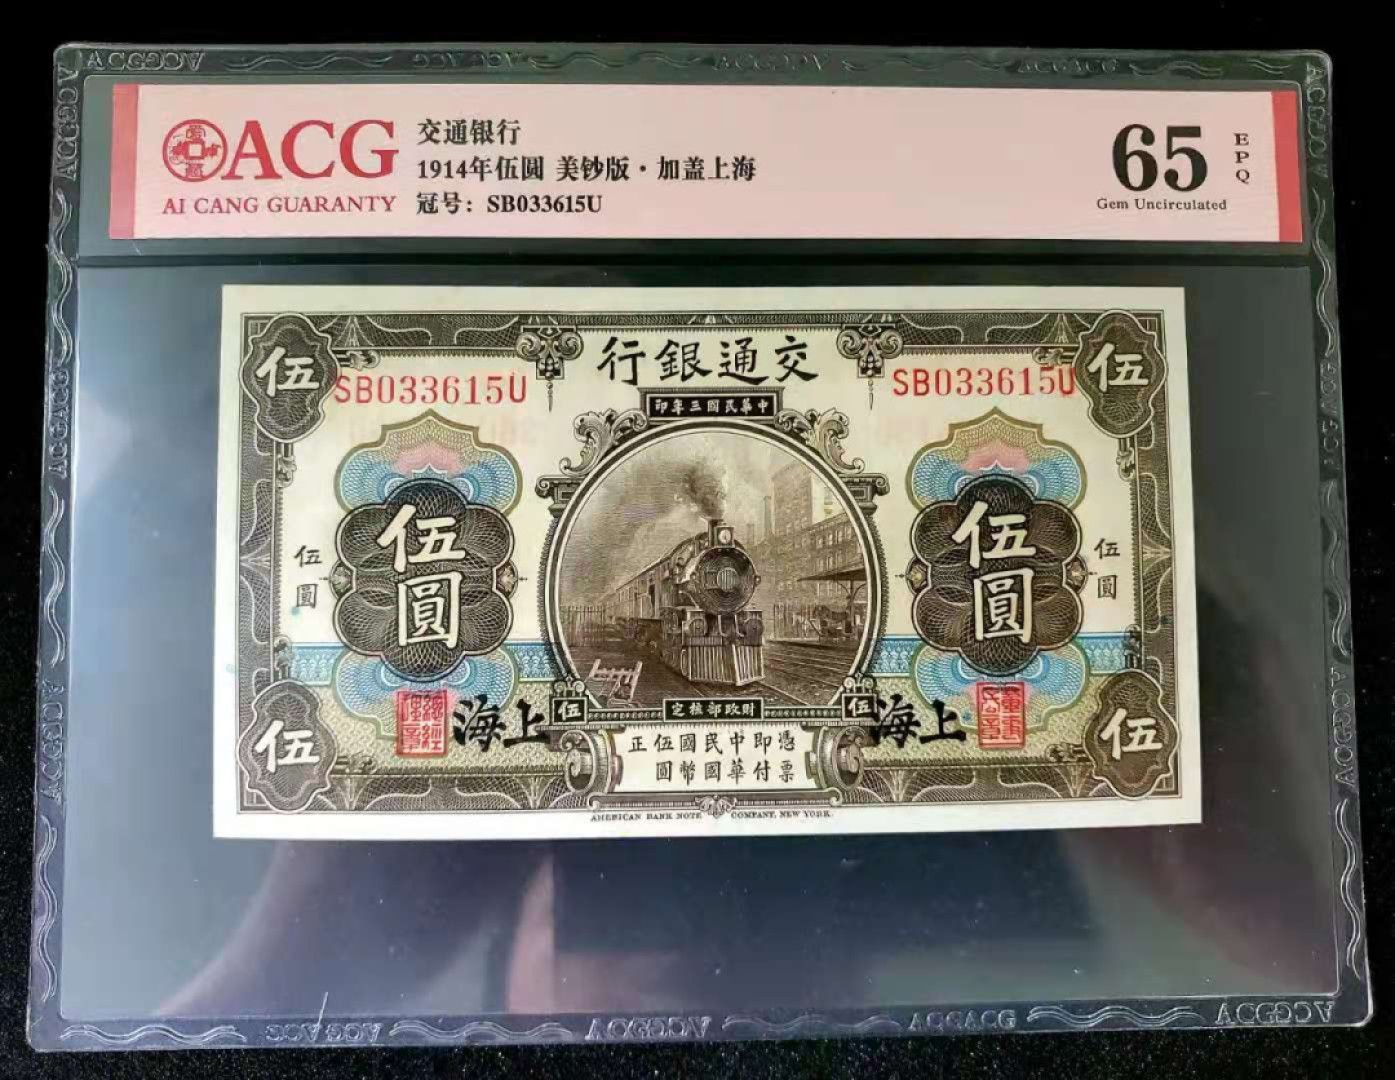 ACG
AI CANG GUARANTY
交通银行
1914年伍圆 美钞版·加盖上海
冠号：SB033615U
65
EPQ
Gem Uncirculated
伍
行銀通交
伍
SB033615U
SB033615U
印年三國民華中
伍圓
伍圓
伍圓
伍圓
上海
上海
伍
定核部政財
伍
伍
正伍國民中即憑
圓幣國華付票
伍
AMERICAN BANK NOTE COMPANY, NEW YORK.